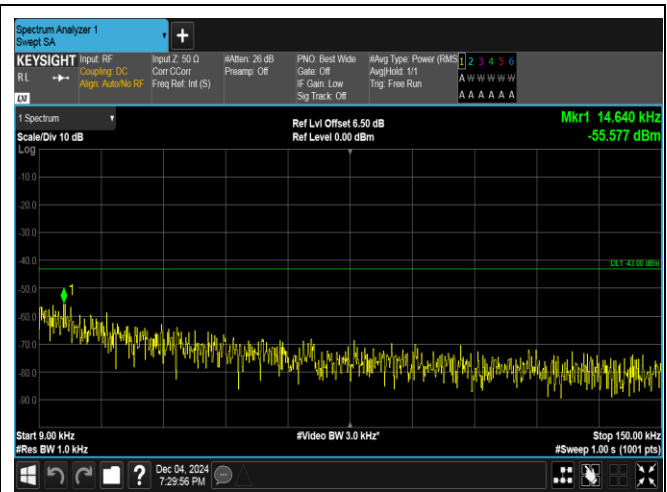 Spectrum Analyzer 1
Swept SA
KEYSIGHT
RL
LXI
Input: RF
Coupling: DC
Align: Auto/No RF
Input Z: 50 Ω
Corr CCorr
Freq Ref: Int (S)
#Atten: 26 dB
Preamp: Off
PNO: Best Wide
Gate: Off
IF Gain: Low
Sig Track: Off
#Avg Type: Power (RMS
Avg|Hold: 1/1
Trig: Free Run
1 2 3 4 5 6
A W W W W W
A A A A A A
1 Spectrum
Scale/Div 10 dB
Ref Lvl Offset 6.50 dB
Ref Level 0.00 dBm
Mkr1 14.640 kHz
-55.577 dBm
Log
-10.0
-20.0
-30.0
-40.0
DL1 -43.00 dBm
-50.0
1
-60.0
-70.0
-80.0
-90.0
Start 9.00 kHz
#Video BW 3.0 kHz*
Stop 150.00 kHz
#Res BW 1.0 kHz
#Sweep 1.00 s (1001 pts)
?
Dec 04, 2024
7:29:56 PM